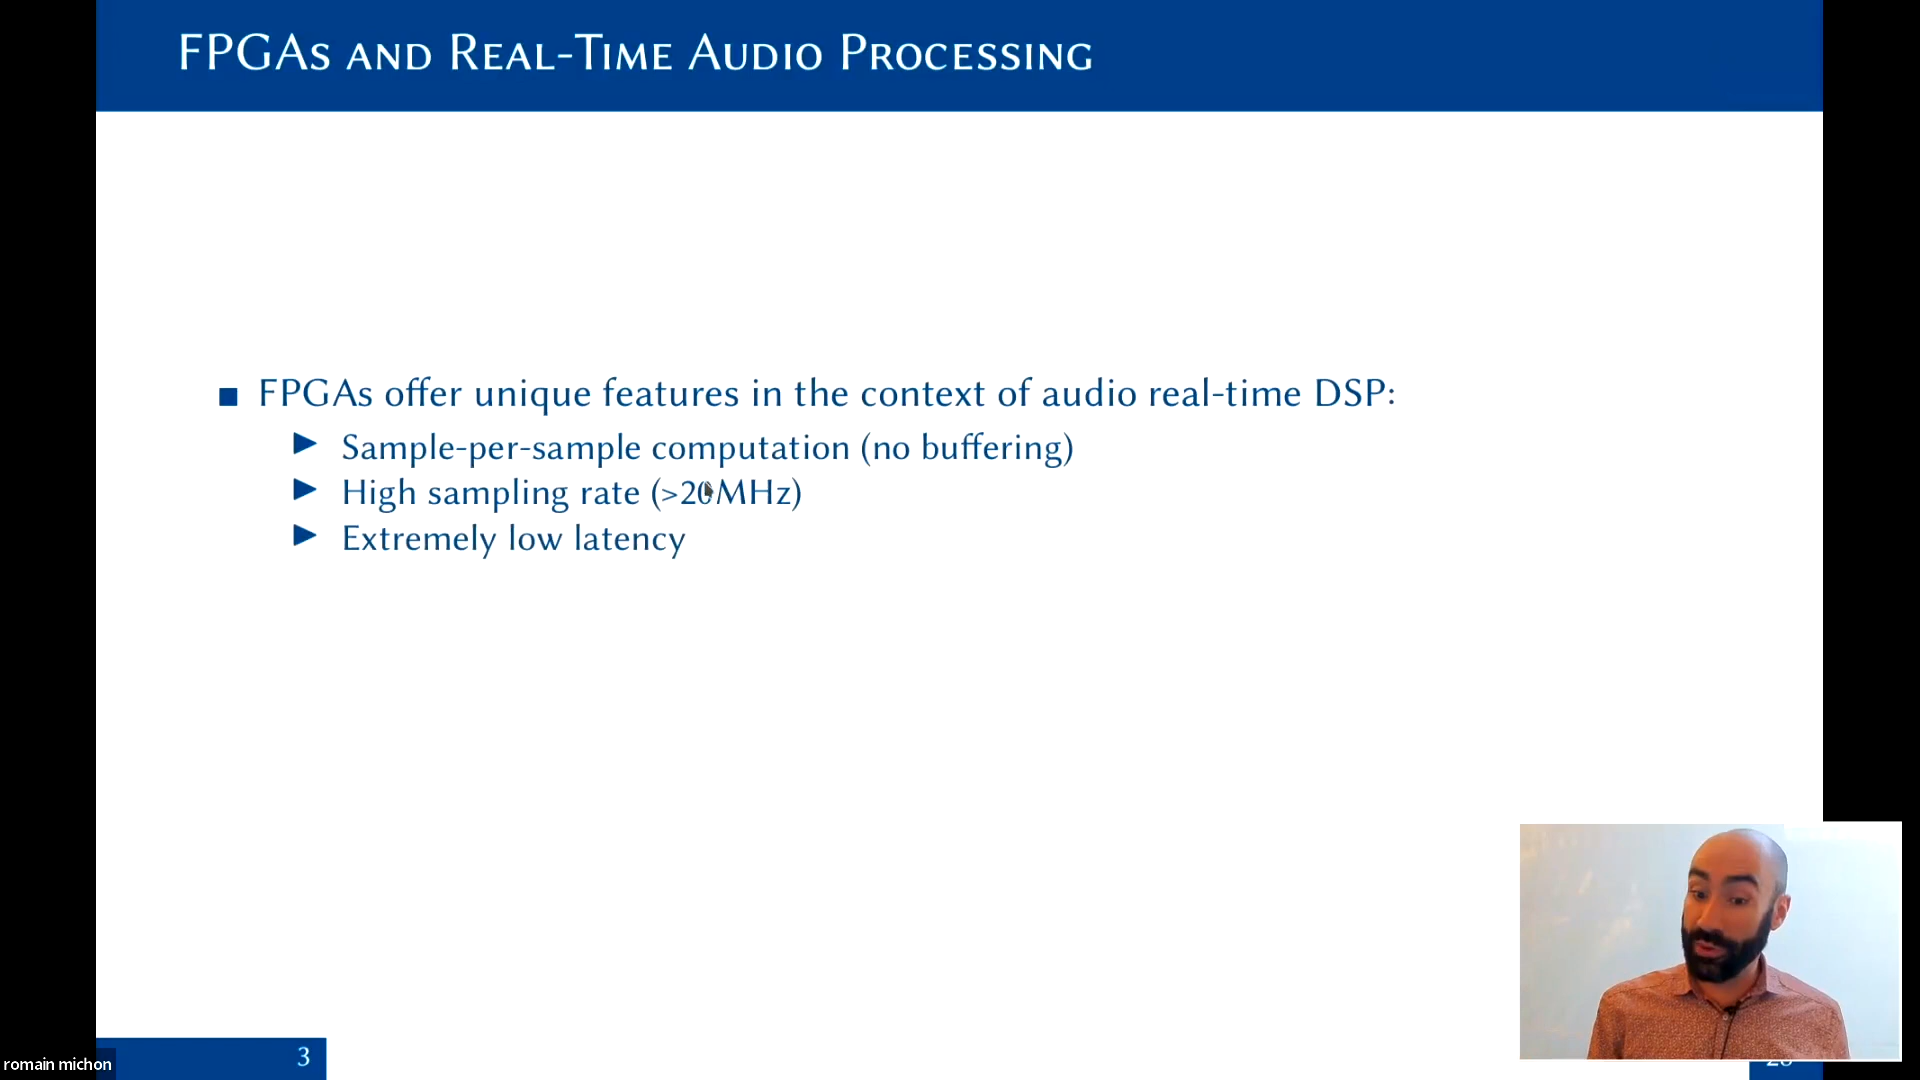 FPGAs and Real-Time Audio Processing
FPGAs offer unique features in the context of audio real-time DSP:
Sample-per-sample computation (no buffering)
High sampling rate (>20MHz)
Extremely low latency
3
romain michon